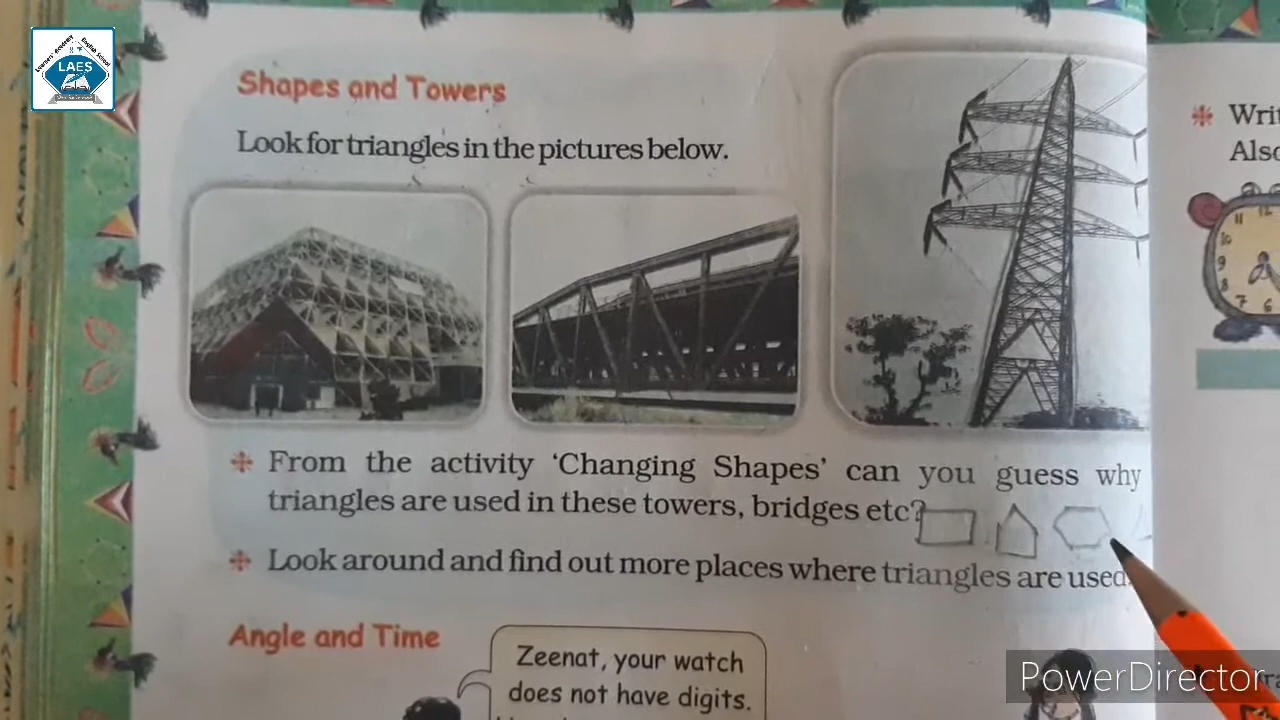 LAES
Shapes and Towers
Look for triangles in the pictures below.
From the activity ‘Changing Shapes’ can you guess why
triangles are used in these towers, bridges etc?
Look around and find out more places where triangles are used.
Angle and Time
Zeenat, your watch
does not have digits.
Also
PowerDirector